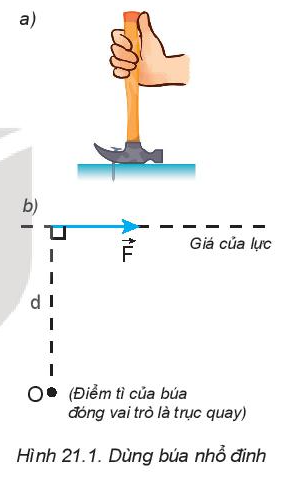 a)
b)
F
Giá của lực
d
O
(Điểm tì của búa
đóng vai trò là trục quay)
Hình 21.1. Dùng búa nhổ đinh